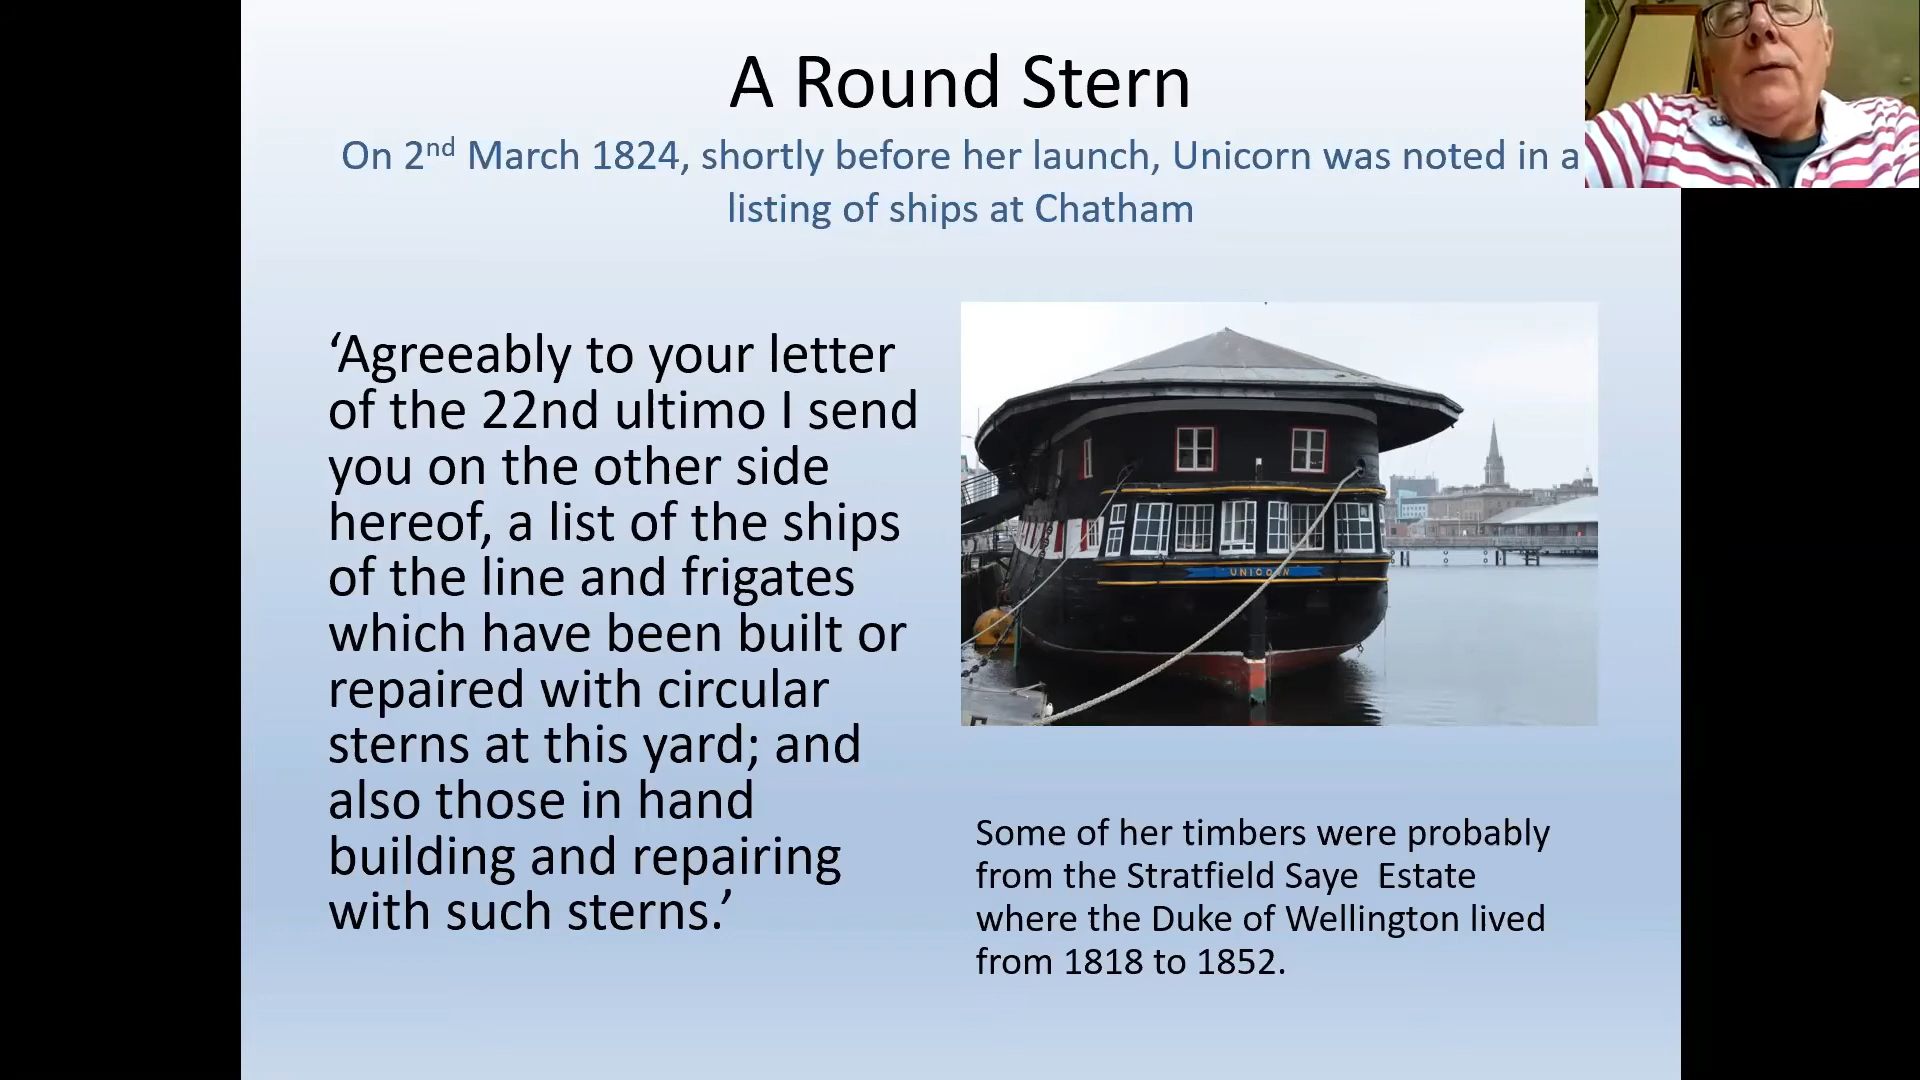 A Round Stern
On 2nd March 1824, shortly before her launch, Unicorn was noted in a
listing of ships at Chatham
‘Agreeably to your letter
of the 22nd ultimo I send
you on the other side
hereof, a list of the ships
of the line and frigates
which have been built or
repaired with circular
sterns at this yard; and
also those in hand
building and repairing
with such sterns.’
UNICORN
Some of her timbers were probably
from the Stratfield Saye  Estate
where the Duke of Wellington lived
from 1818 to 1852.